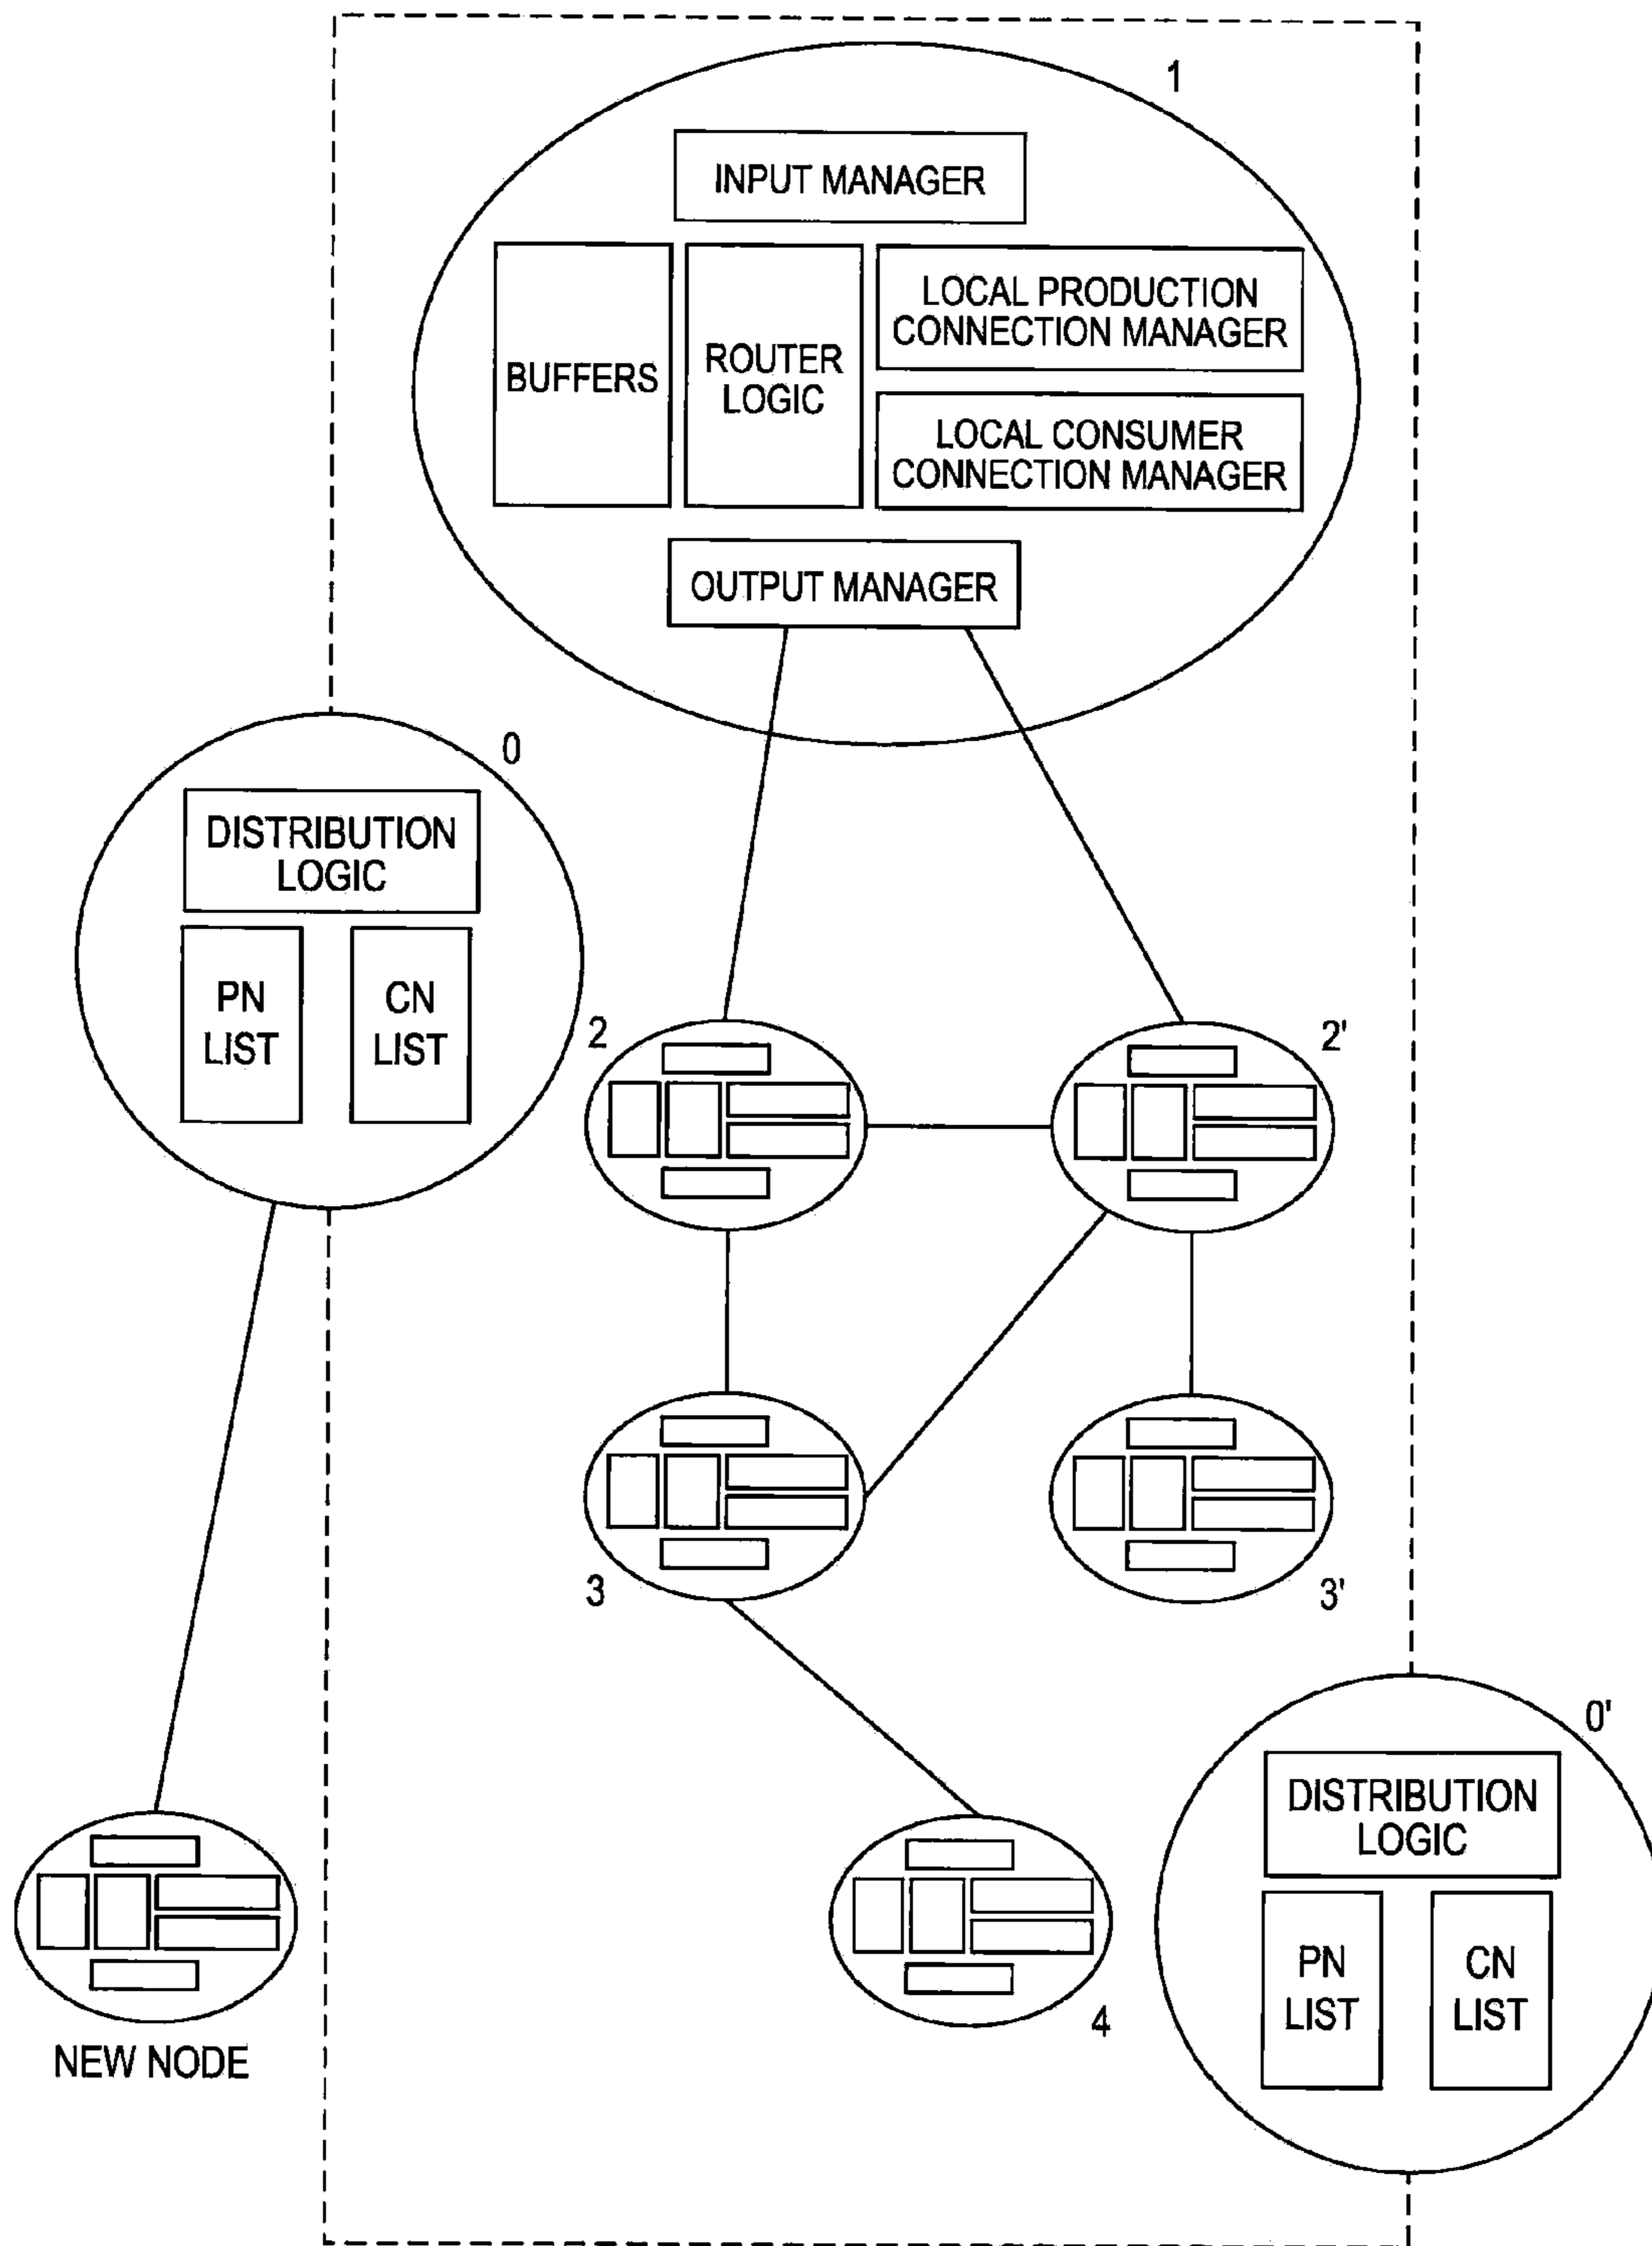 1
INPUT MANAGER
BUFFERS
ROUTER
LOGIC
LOCAL PRODUCTION
CONNECTION MANAGER
LOCAL CONSUMER
CONNECTION MANAGER
OUTPUT MANAGER
0
DISTRIBUTION
LOGIC
PN
LIST
CN
LIST
2
2'
3
3'
4
NEW NODE
0'
DISTRIBUTION
LOGIC
PN
LIST
CN
LIST